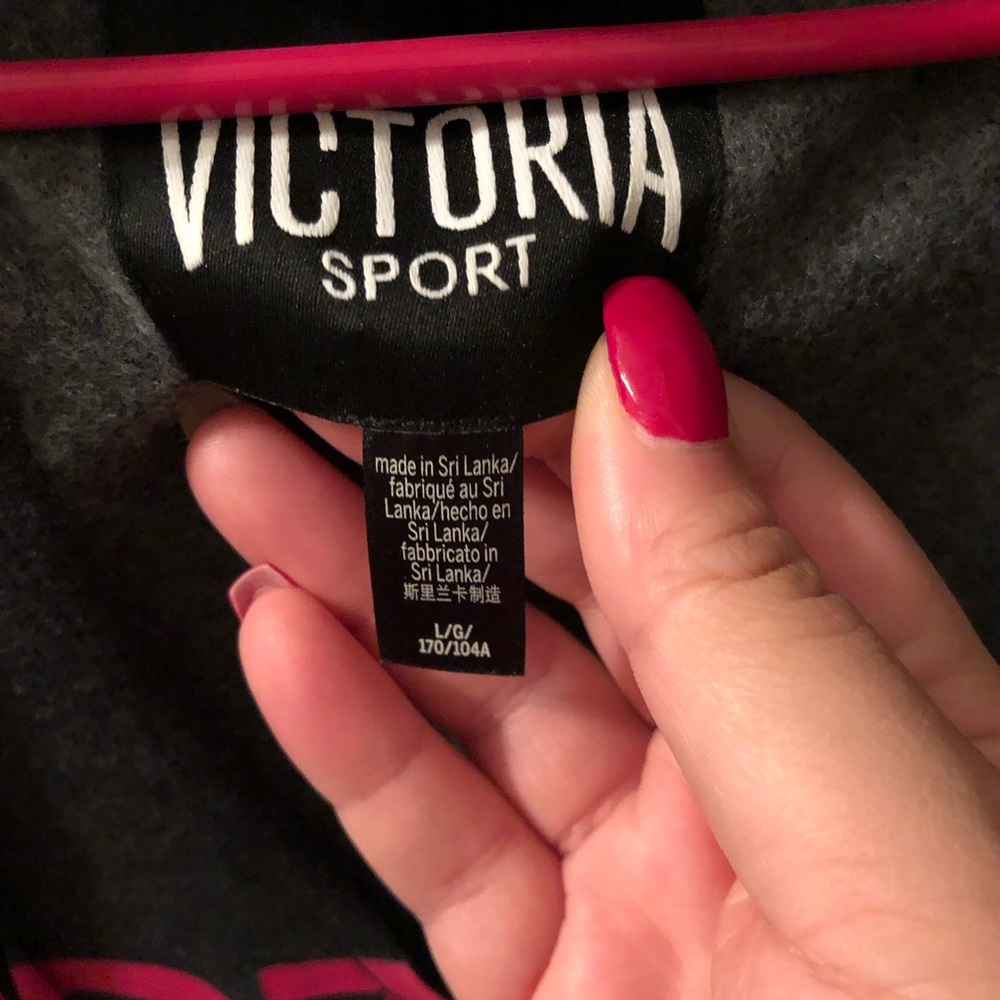 VICTORIA
SPORT
made in Sri Lanka/
fabriqué au Sri
Lanka/hecho en
Sri Lanka/
fabbricato in
Sri Lanka/
斯里兰卡制造
L/G/
170/104A